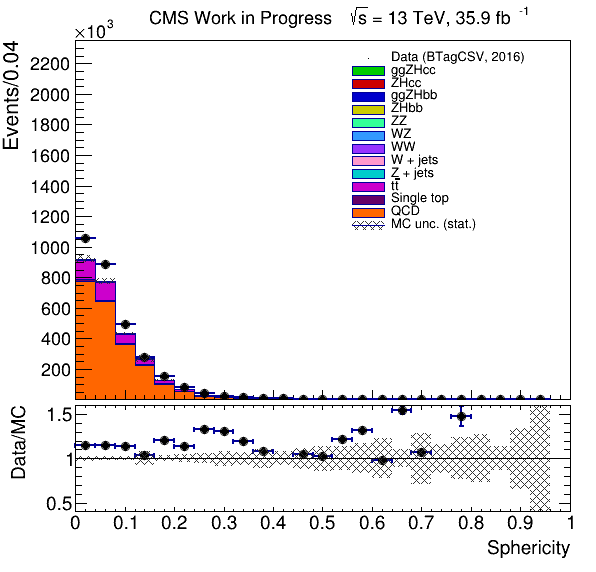 CMS Work in Progress √s = 13 TeV, 35.9 fb -1
×10³
Events/0.04
2200
2000
1800
1600
1400
1200
1000
800
600
400
200
Data (BTagCSV, 2016)
ggZHcc
ZHcc
ggZHbb
ZHbb
ZZ
WZ
WW
W + jets
Z + jets
tt̅
Single top
QCD
MC unc. (stat.)
Data/MC
1.5
1
0.5
0 0.1 0.2 0.3 0.4 0.5 0.6 0.7 0.8 0.9 1
Sphericity